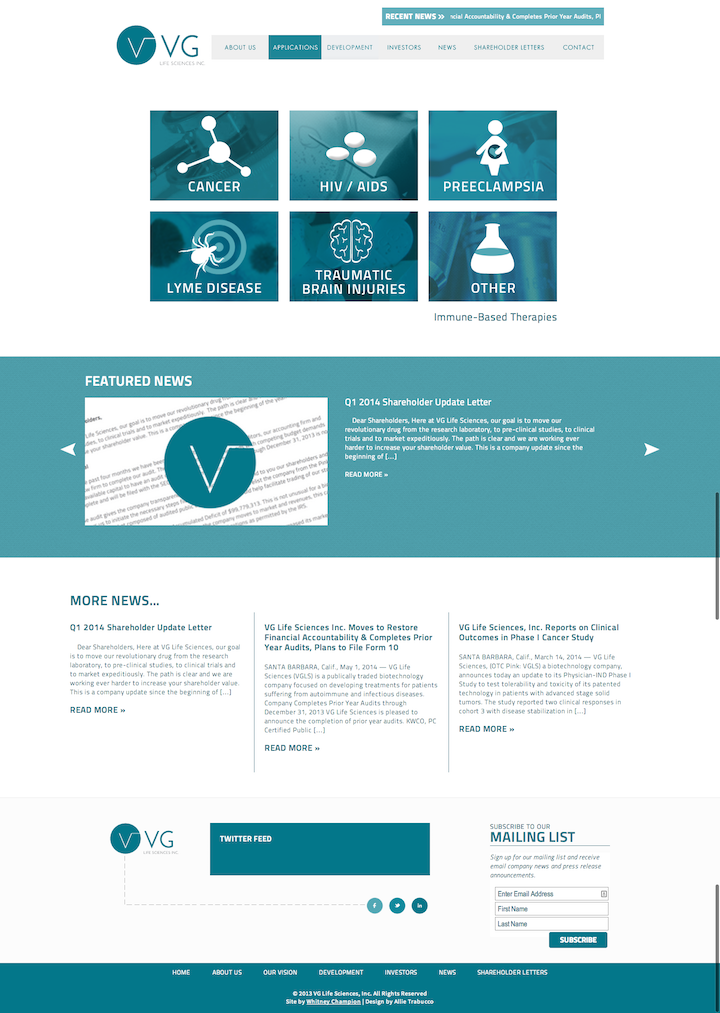 RECENT NEWS »
ncial Accountability & Completes Prior Year Audits, Pl
VG
LIFE SCIENCES INC.
ABOUT US
APPLICATIONS
DEVELOPMENT
INVESTORS
NEWS
SHAREHOLDER LETTERS
CONTACT
CANCER
HIV / AIDS
PREECLAMPSIA
LYME DISEASE
TRAUMATIC
BRAIN INJURIES
OTHER
Immune-Based Therapies
FEATURED NEWS
Q1 2014 Shareholder Update Letter
Dear Shareholders, Here at VG Life Sciences, our goal is to move our
revolutionary drug from the research laboratory, to pre-clinical studies, to clinical
trials and to market expeditiously. The path is clear and we are working ever
harder to increase your shareholder value. This is a company update since the
beginning of [...]
READ MORE »
MORE NEWS...
Q1 2014 Shareholder Update Letter
Dear Shareholders, Here at VG Life Sciences, our goal
is to move our revolutionary drug from the research
laboratory, to pre-clinical studies, to clinical trials and
to market expeditiously. The path is clear and we are
working ever harder to increase your shareholder value.
This is a company update since the beginning of [...]
READ MORE »
VG Life Sciences Inc. Moves to Restore
Financial Accountability & Completes Prior
Year Audits, Plans to File Form 10
SANTA BARBARA, Calif., May 1, 2014 — VG Life
Sciences (VGLS) is a publically traded biotechnology
company focused on developing treatments for patients
suffering from autoimmune and infectious diseases.
Company Completes Prior Year Audits through
December 31, 2013 VG Life Sciences is pleased to
announce the completion of prior year audits. KWCO, PC
Certified Public [...]
READ MORE »
VG Life Sciences, Inc. Reports on Clinical
Outcomes in Phase I Cancer Study
SANTA BARBARA, Calif., March 14, 2014 — VG Life
Sciences, (OTC Pink: VGLS) a biotechnology company,
announces today an update to its Physician-IND Phase I
Study to test tolerability and toxicity of its patented
technology in patients with advanced stage solid
tumors. The study reported two clinical responses in
cohort 3 with disease stabilization in [...]
READ MORE »
VG
LIFE SCIENCES INC.
TWITTER FEED
SUBSCRIBE TO OUR
MAILING LIST
Sign up for our mailing list and receive
email company news and press release
announcements.
Enter Email Address
First Name
Last Name
SUBSCRIBE
HOME
ABOUT US
OUR VISION
DEVELOPMENT
INVESTORS
NEWS
SHAREHOLDER LETTERS
© 2013 VG Life Sciences, Inc. All Rights Reserved
Site by Whitney Champion | Design by Allie Trabucco